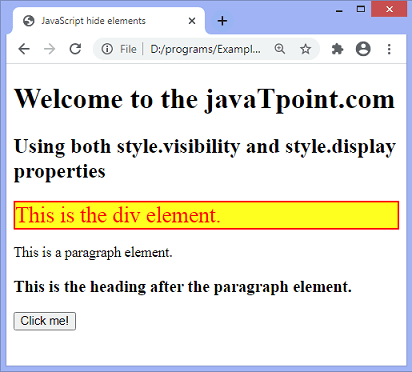 JavaScript hide elements
File
D:/programs/Exampl...
Welcome to the javaTpoint.com
Using both style.visibility and style.display
properties
This is the div element.
This is a paragraph element.
This is the heading after the paragraph element.
Click me!